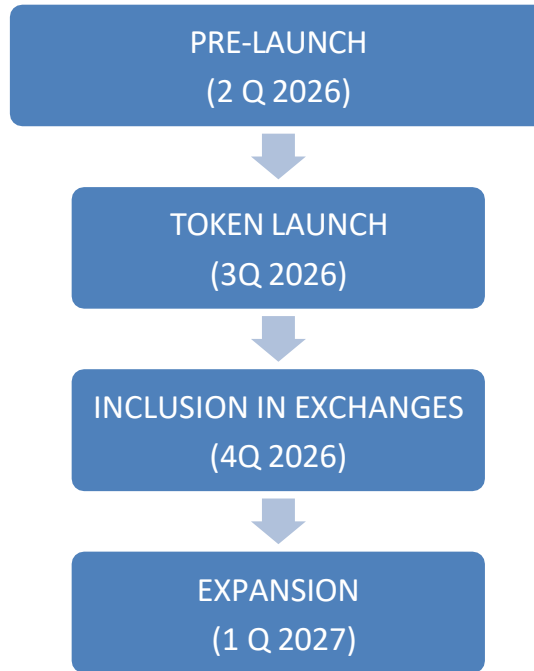 PRE-LAUNCH
(2 Q 2026)
TOKEN LAUNCH
(3Q 2026)
INCLUSION IN EXCHANGES
(4Q 2026)
EXPANSION
(1 Q 2027)